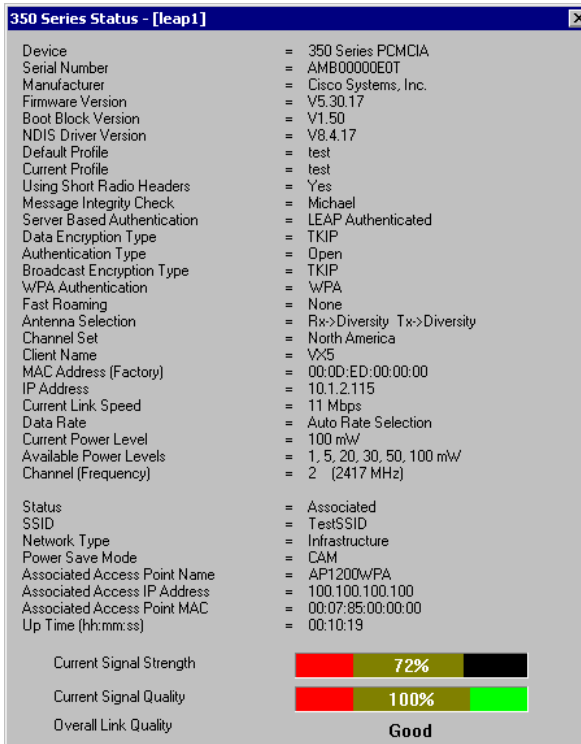 350 Series Status - [leap1]
Device = 350 Series PCMCIA
Serial Number = AMB00000E0T
Manufacturer = Cisco Systems, Inc.
Firmware Version = V5.30.17
Boot Block Version = V1.50
NDIS Driver Version = V8.4.17
Default Profile = test
Current Profile = test
Using Short Radio Headers = Yes
Message Integrity Check = Michael
Server Based Authentication = LEAP Authenticated
Data Encryption Type = TKIP
Authentication Type = Open
Broadcast Encryption Type = TKIP
WPA Authentication = WPA
Fast Roaming = None
Antenna Selection = Rx->Diversity Tx->Diversity
Channel Set = North America
Client Name = VX5
MAC Address (Factory) = 00:0D:ED:00:00:00
IP Address = 10.1.2.115
Current Link Speed = 11 Mbps
Data Rate = Auto Rate Selection
Current Power Level = 100 mW
Available Power Levels = 1, 5, 20, 30, 50, 100 mW
Channel (Frequency) = 2 (2417 MHz)
Status = Associated
SSID = TestSSID
Network Type = Infrastructure
Power Save Mode = CAM
Associated Access Point Name = AP1200WPA
Associated Access IP Address = 100.100.100.100
Associated Access Point MAC = 00:07:85:00:00:00
Up Time (hh:mm:ss) = 00:10:19
Current Signal Strength 72%
Current Signal Quality 100%
Overall Link Quality Good